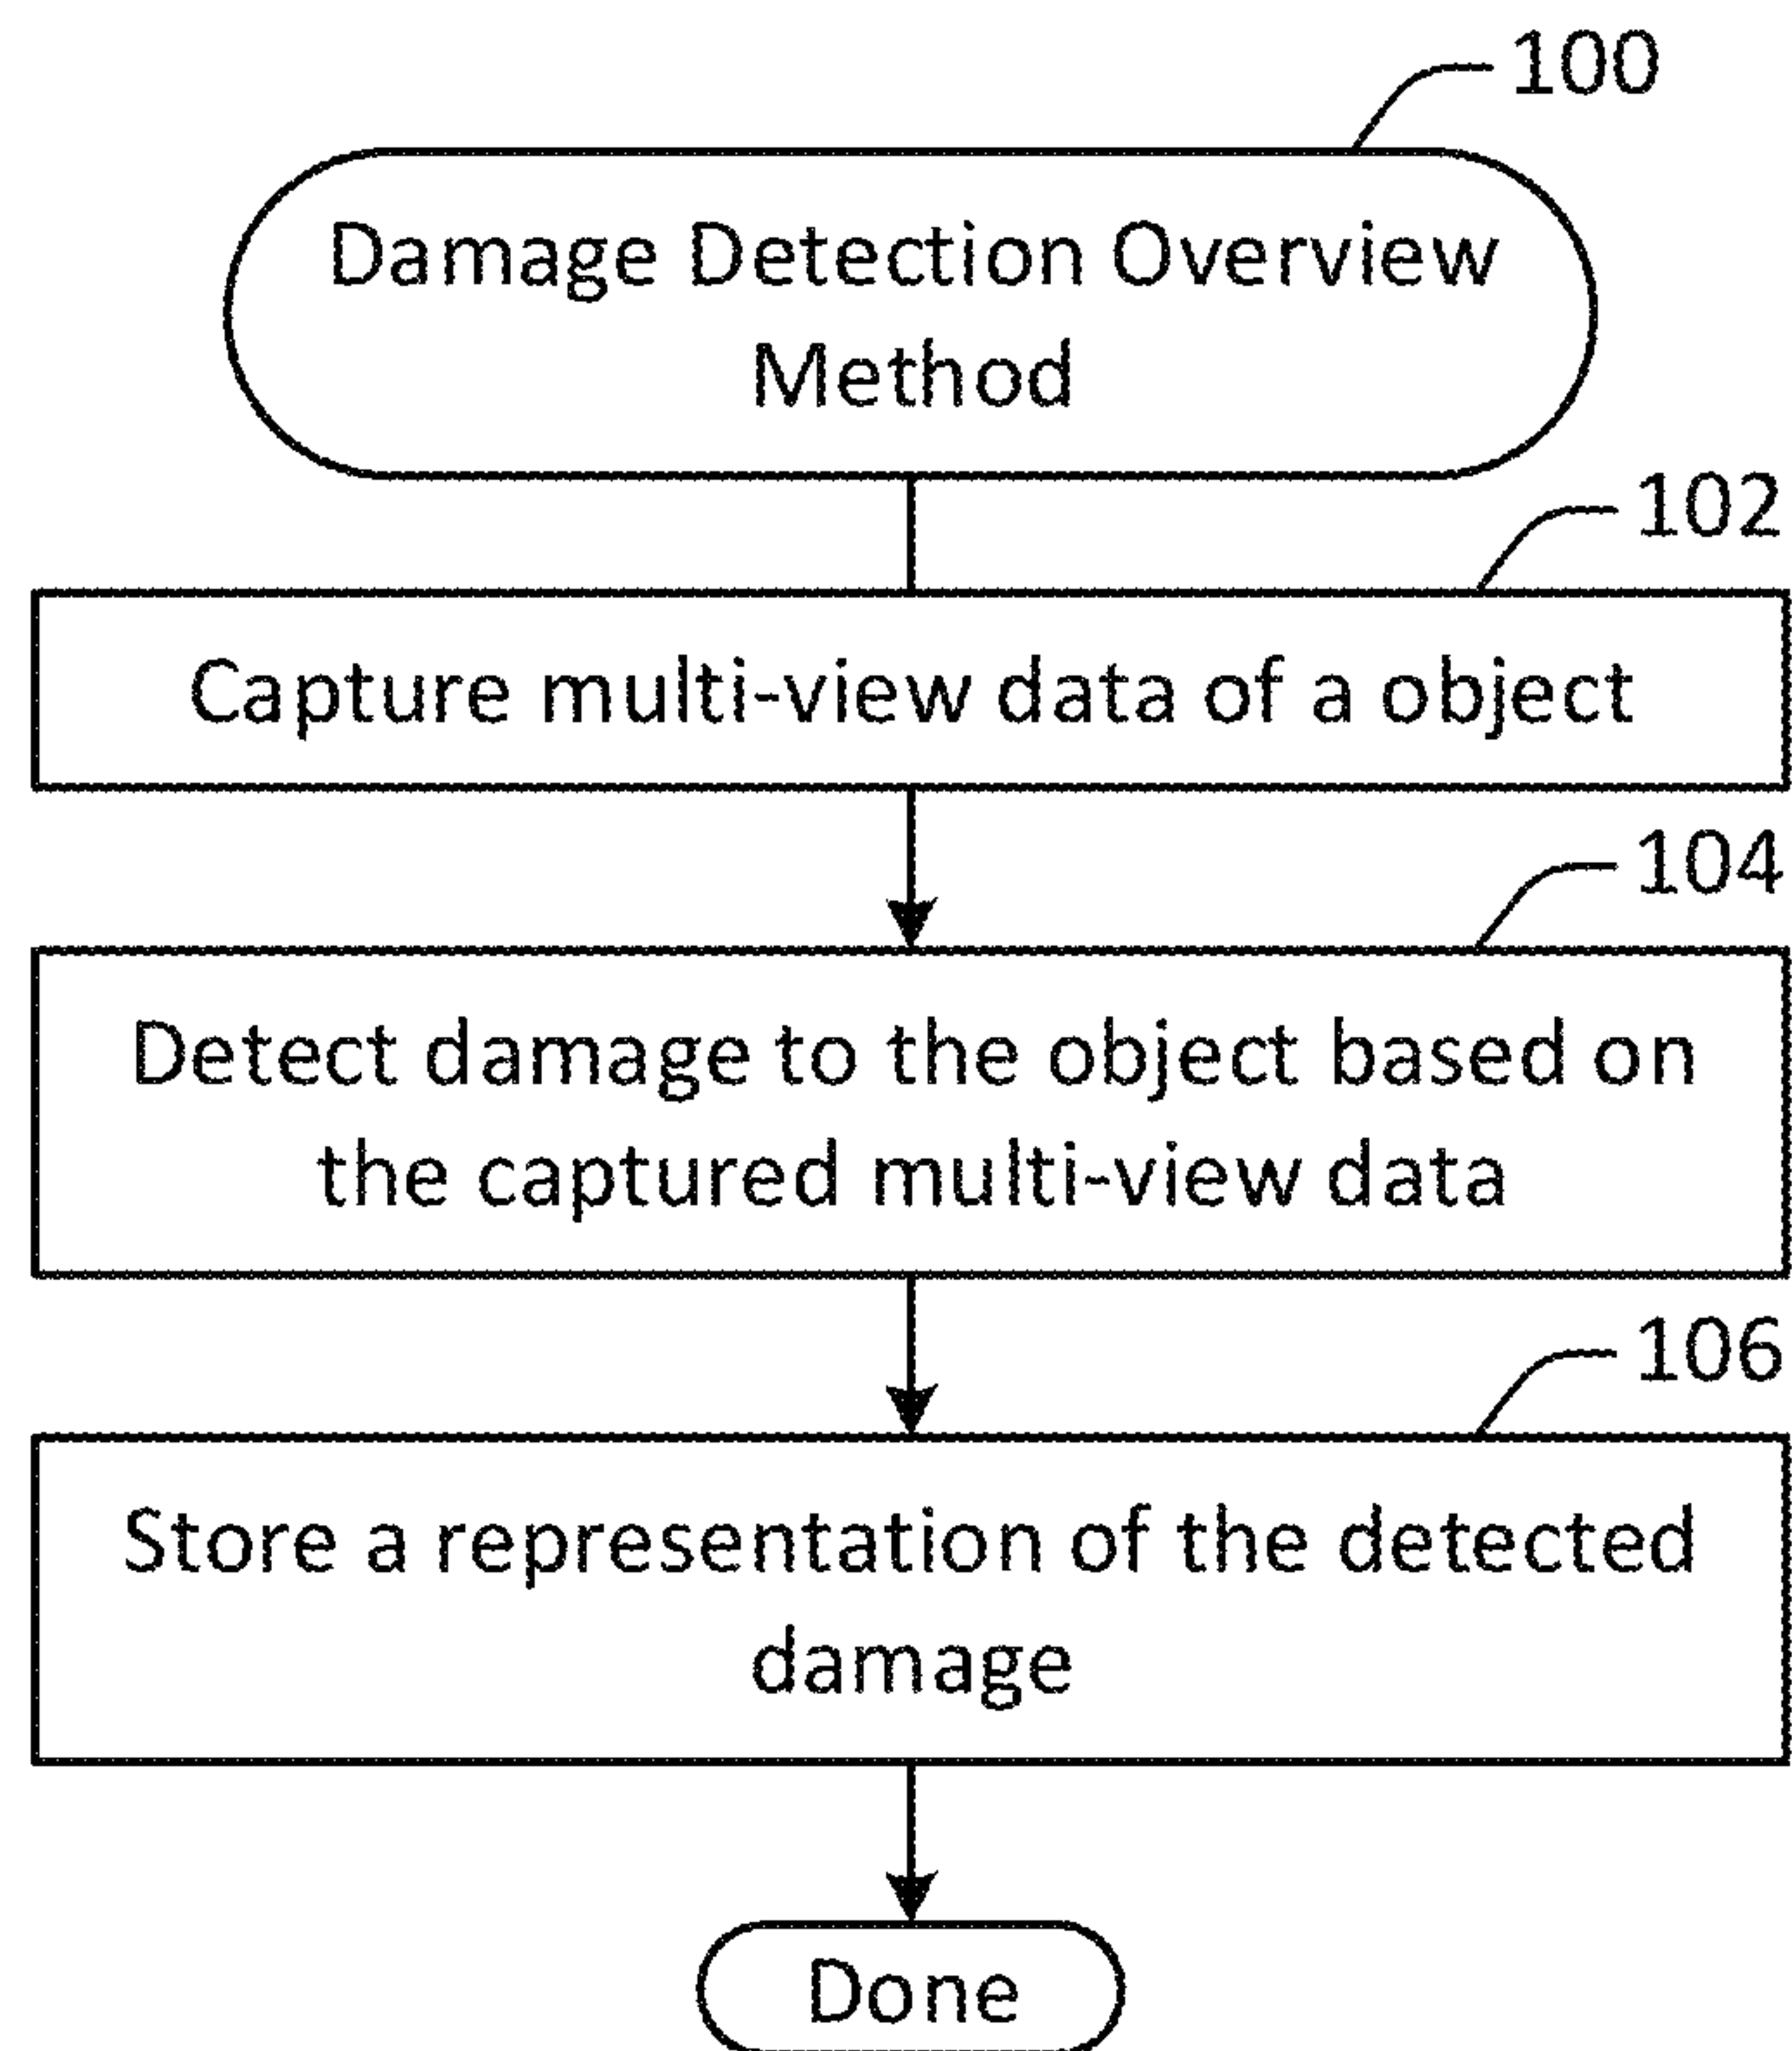 100
Damage Detection Overview
Method
102
Capture multi-view data of a object
104
Detect damage to the object based on
the captured multi-view data
106
Store a representation of the detected
damage
Done